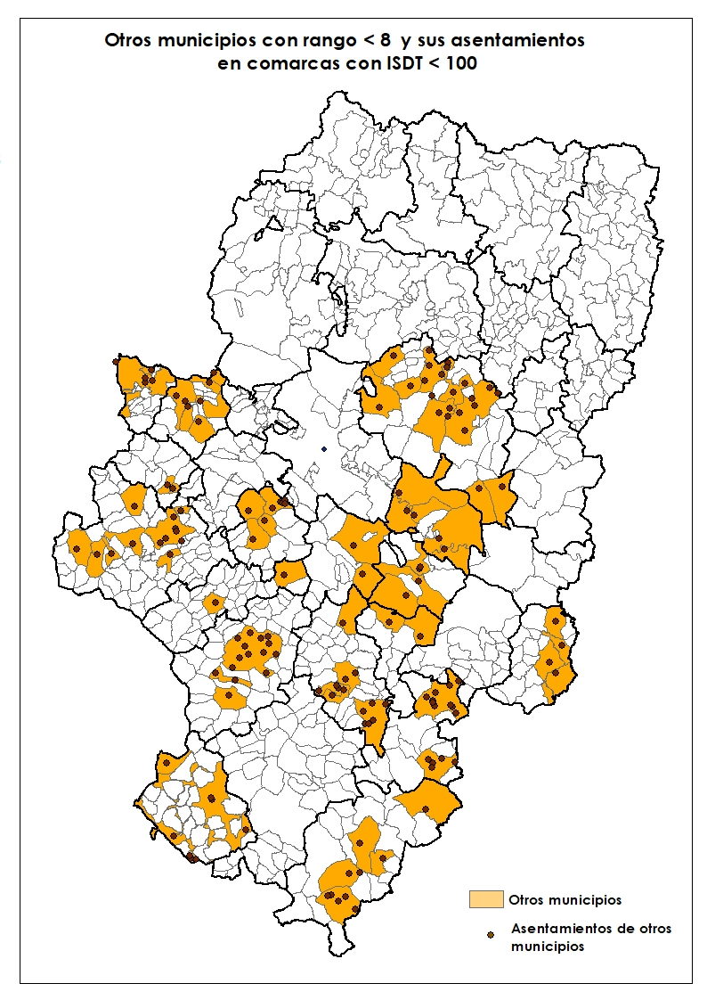 Otros municipios con rango < 8 y sus asentamientos
en comarcas con ISDT < 100
Otros municipios
Asentamientos de otros
municipios